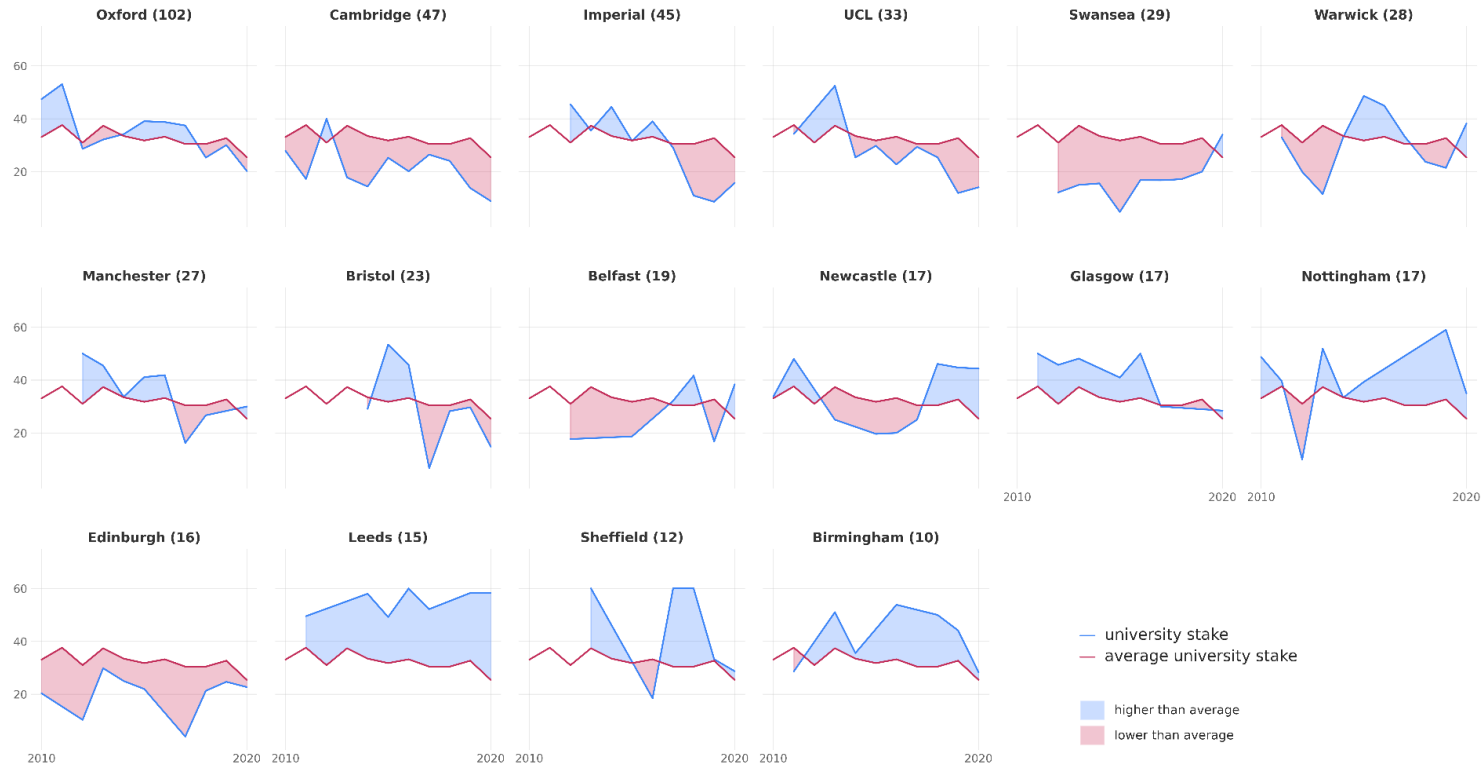 Oxford (102) Cambridge (47) Imperial (45) UCL (33) Swansea (29) Warwick (28)
60
40
20
Manchester (27) Bristol (23) Belfast (19) Newcastle (17) Glasgow (17) Nottingham (17)
60
40
20
2010 2020 2010 2020
Edinburgh (16) Leeds (15) Sheffield (12) Birmingham (10)
60
40
20
2010 2020 2010 2020 2010 2020 2010 2020
university stake
average university stake
higher than average
lower than average